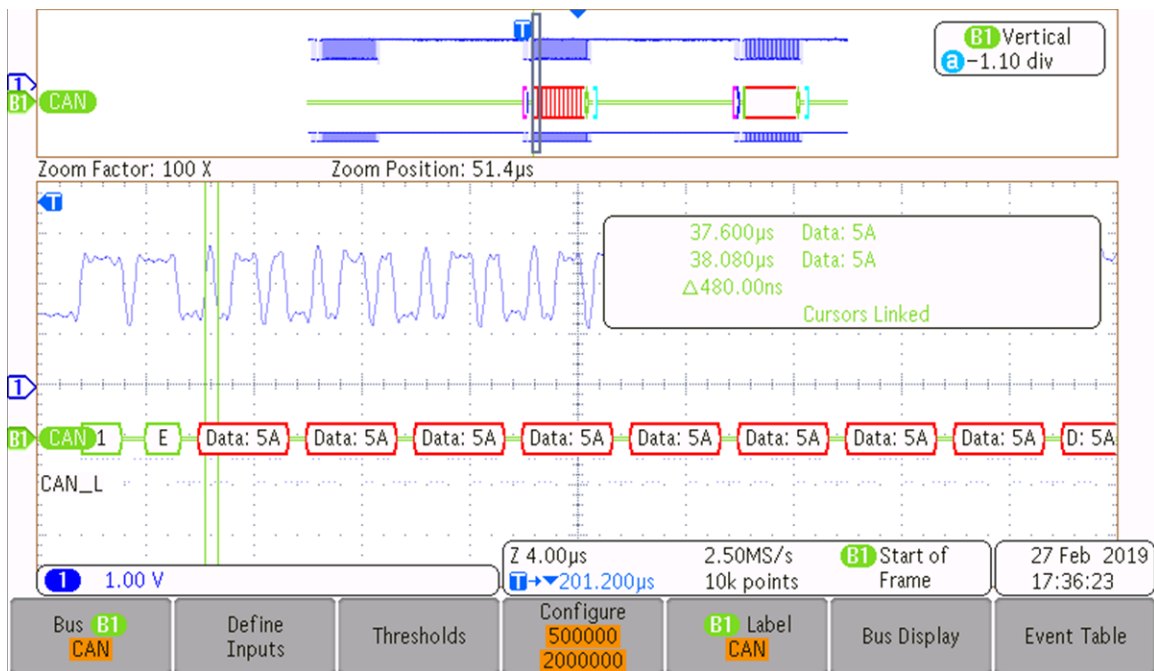 T
B1 Vertical
a -1.10 div
1
B1 CAN
Zoom Factor: 100 X Zoom Position: 51.4µs
T
37.600µs Data: 5A
38.080µs Data: 5A
Δ480.00ns
Cursors Linked
1
B1 CAN 1 E Data: 5A Data: 5A Data: 5A Data: 5A Data: 5A Data: 5A Data: 5A Data: 5A D: 5A
CAN_L
Z 4.00µs 2.50MS/s B1 Start of
T→▼201.200µs 10k points Frame
27 Feb 2019
17:36:23
1 1.00 V
Bus B1
CAN
Define
Inputs
Thresholds
Configure
500000
2000000
B1 Label
CAN
Bus Display
Event Table